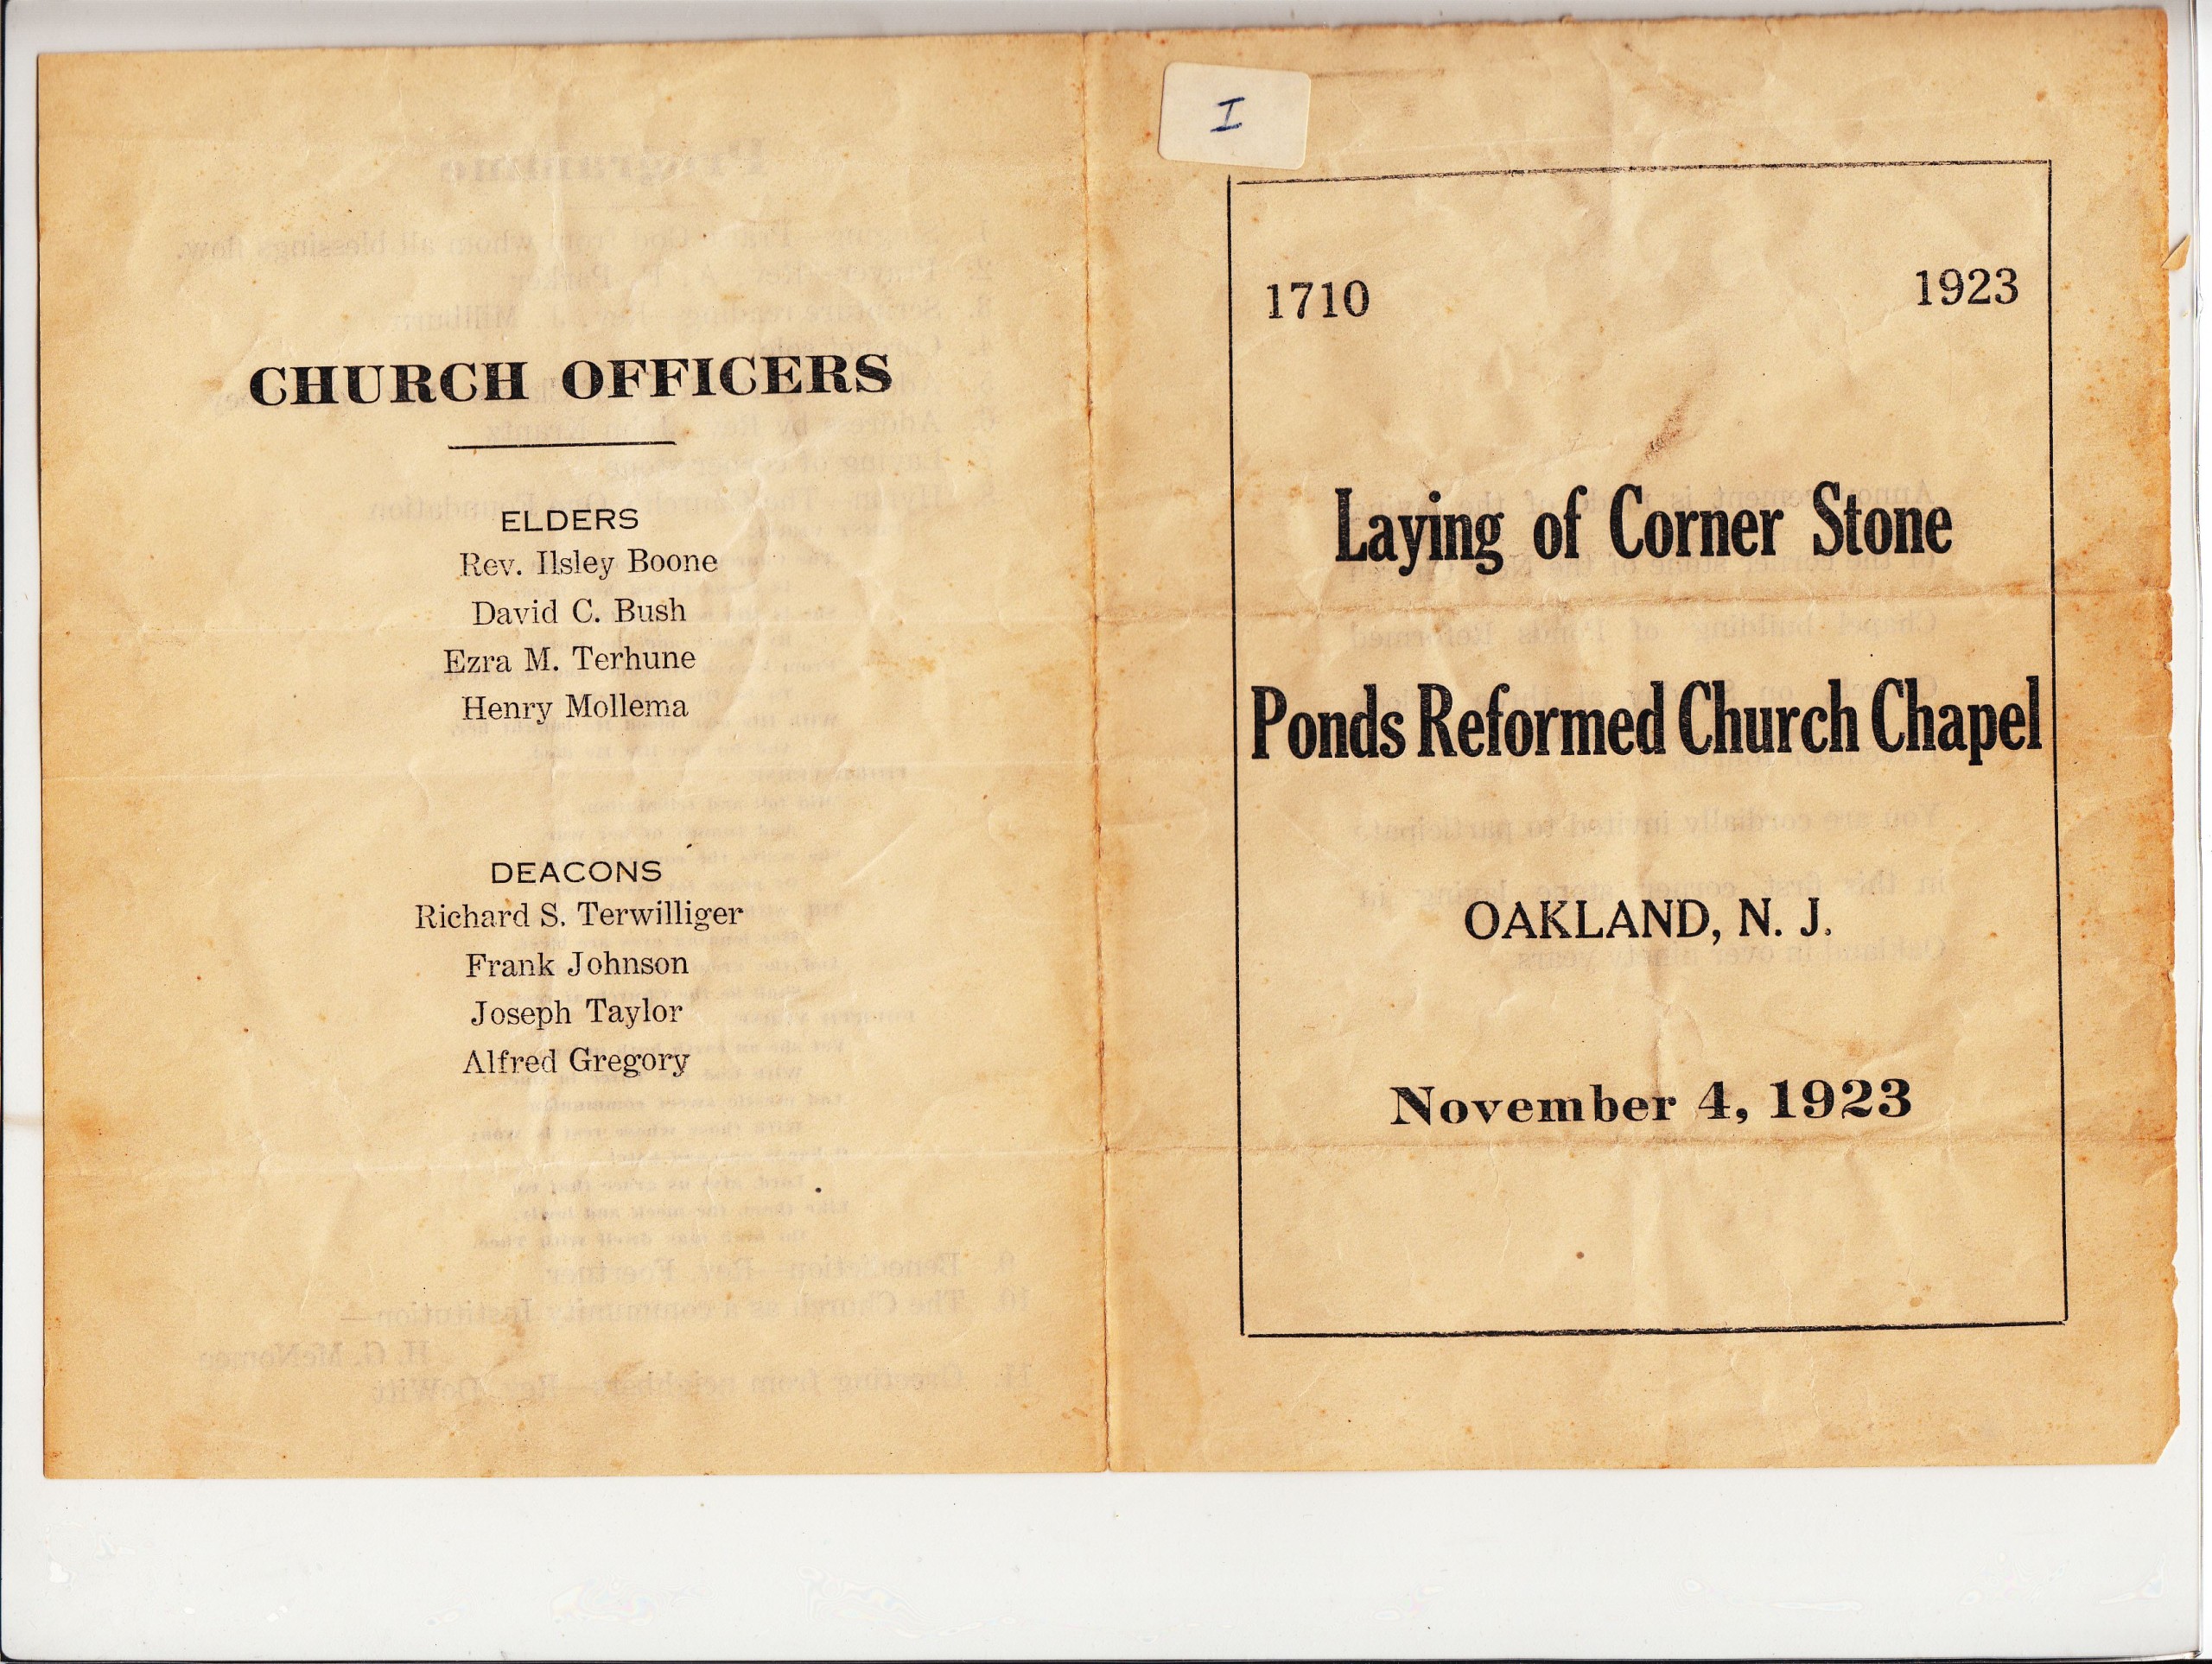 CHURCH OFFICERS
ELDERS
Rev. Ilsley Boone
David C. Bush
Ezra M. Terhune
Henry Mollema
DEACONS
Richard S. Terwilliger
Frank Johnson
Joseph Taylor
Alfred Gregory
I
1710 1923
Laying of Corner Stone
Ponds Reformed Church Chapel
OAKLAND, N. J.
November 4, 1923